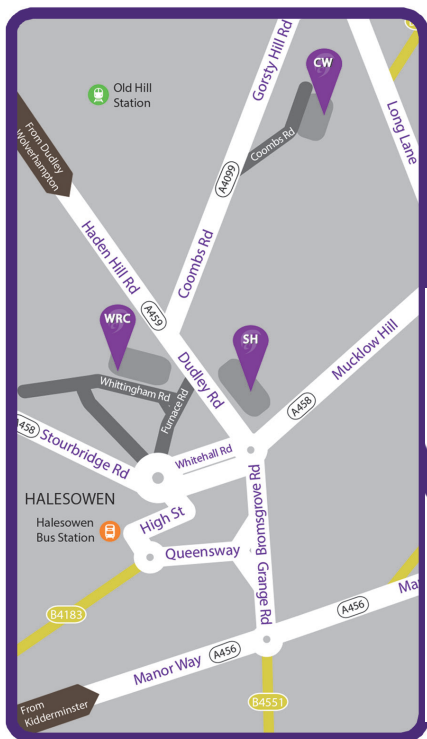 Gorsty Hill Rd
CW
Old Hill
Station
Long Lane
From Dudley
Wolverhampton
Coombs Rd
A4099
Haden Hill Rd
Coombs Rd
A459
WRC
SH
Dudley Rd
Mucklow Hill
Whittingham Rd
Furnace Rd
A458
A458
Stourbridge Rd
Whitehall Rd
HALESOWEN
Halesowen
Bus Station
High St
Bromsgrove Rd
Queensway
Grange Rd
B4183
A456
Manor Way
A456
From
Kidderminster
B4551